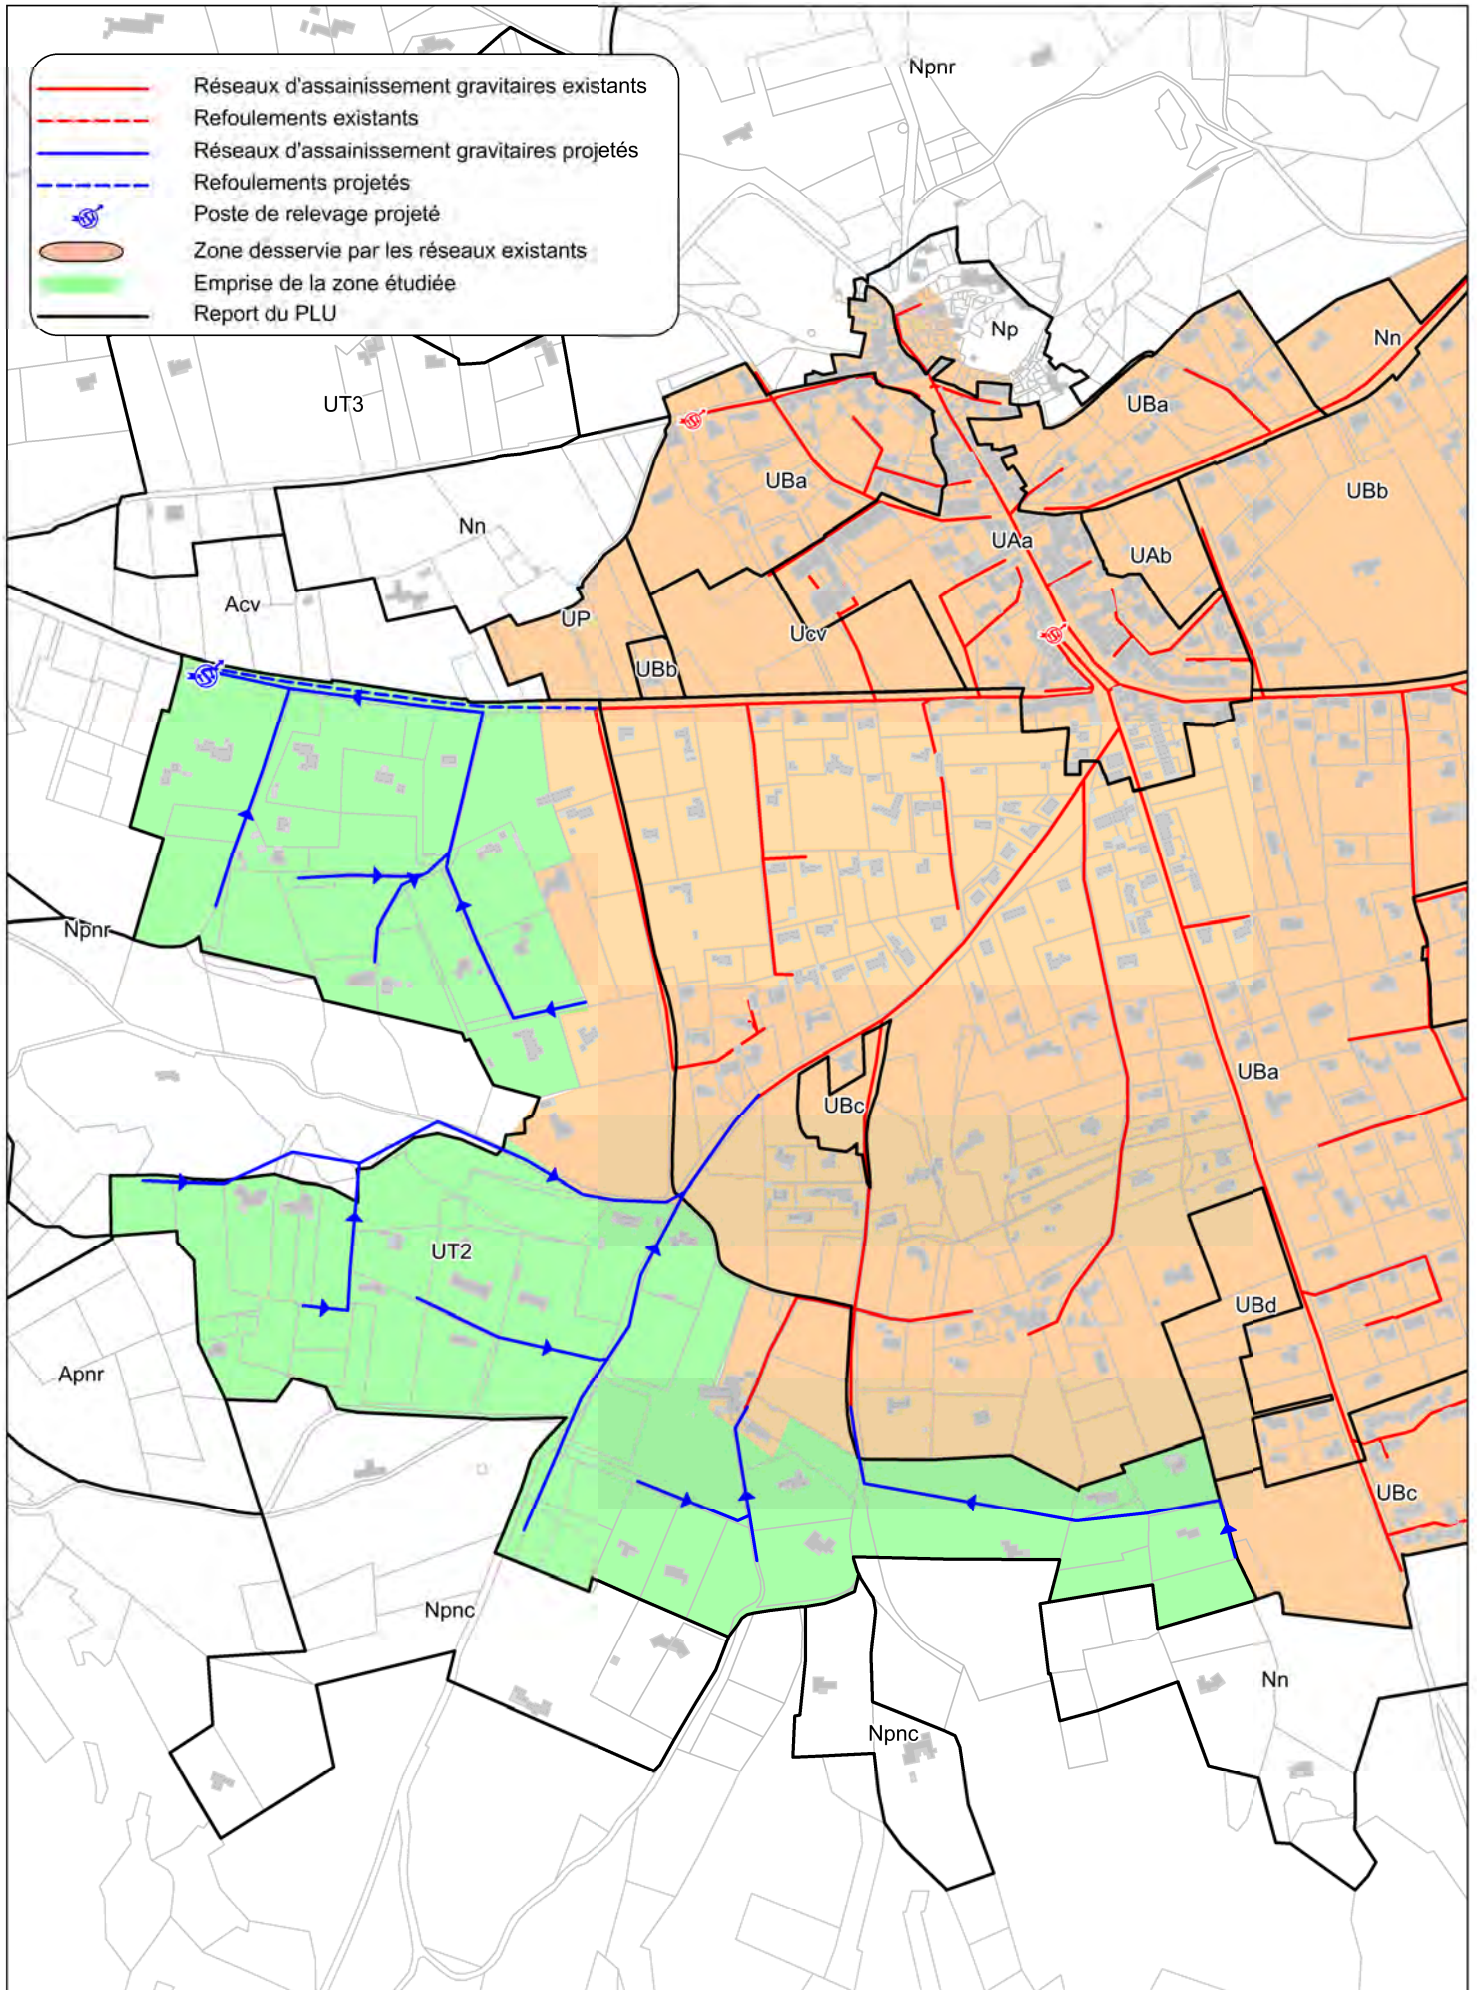 Réseaux d'assainissement gravitaires existants
Refoulements existants
Réseaux d'assainissement gravitaires projetés
Refoulements projetés
Poste de relevage projeté
Zone desservie par les réseaux existants
Emprise de la zone étudiée
Report du PLU
Npnr
Np
Nn
UT3
UBa
UBa
UBb
Nn
UAa
UAb
Acv
UP
Ucv
UBb
Npnr
UBa
UBc
UT2
UBd
Apnr
UBc
Npnc
Nn
Npnc